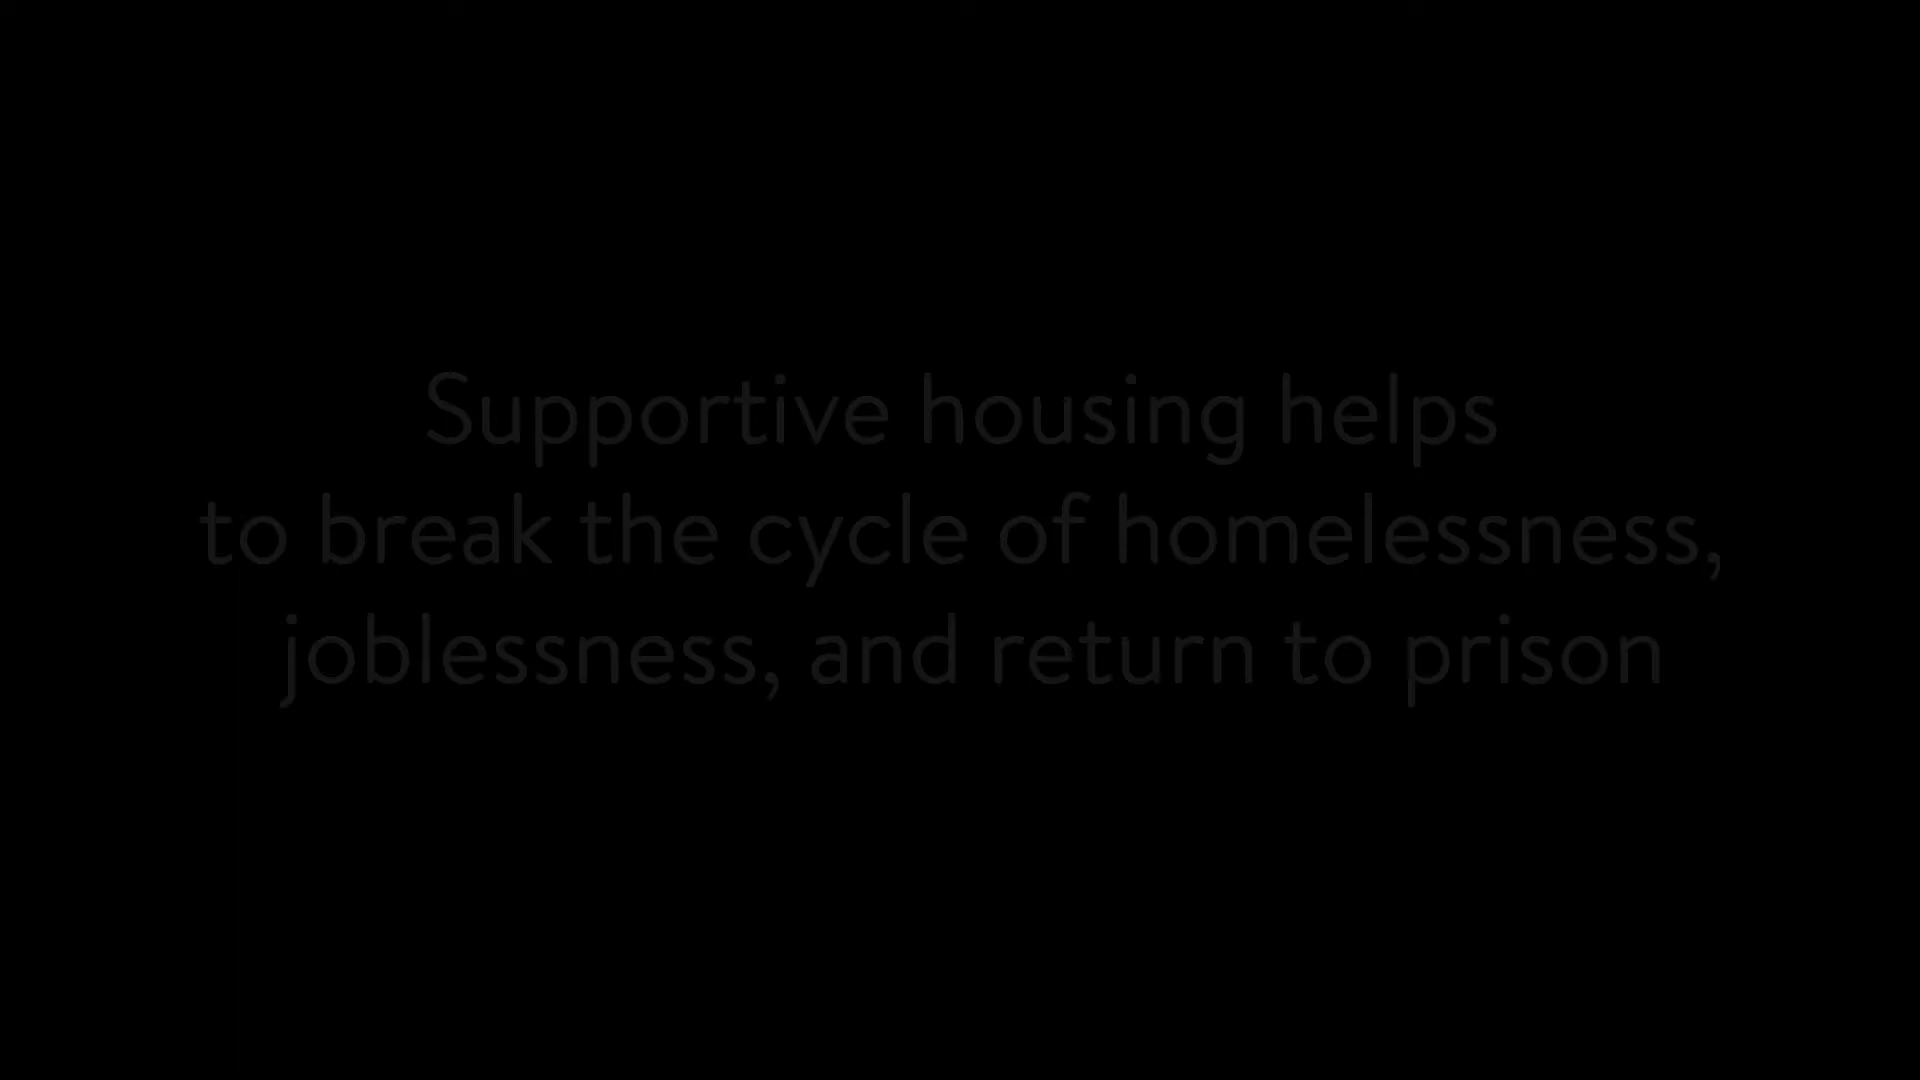 Supportive housing helps
to break the cycle of homelessness,
joblessness, and return to prison